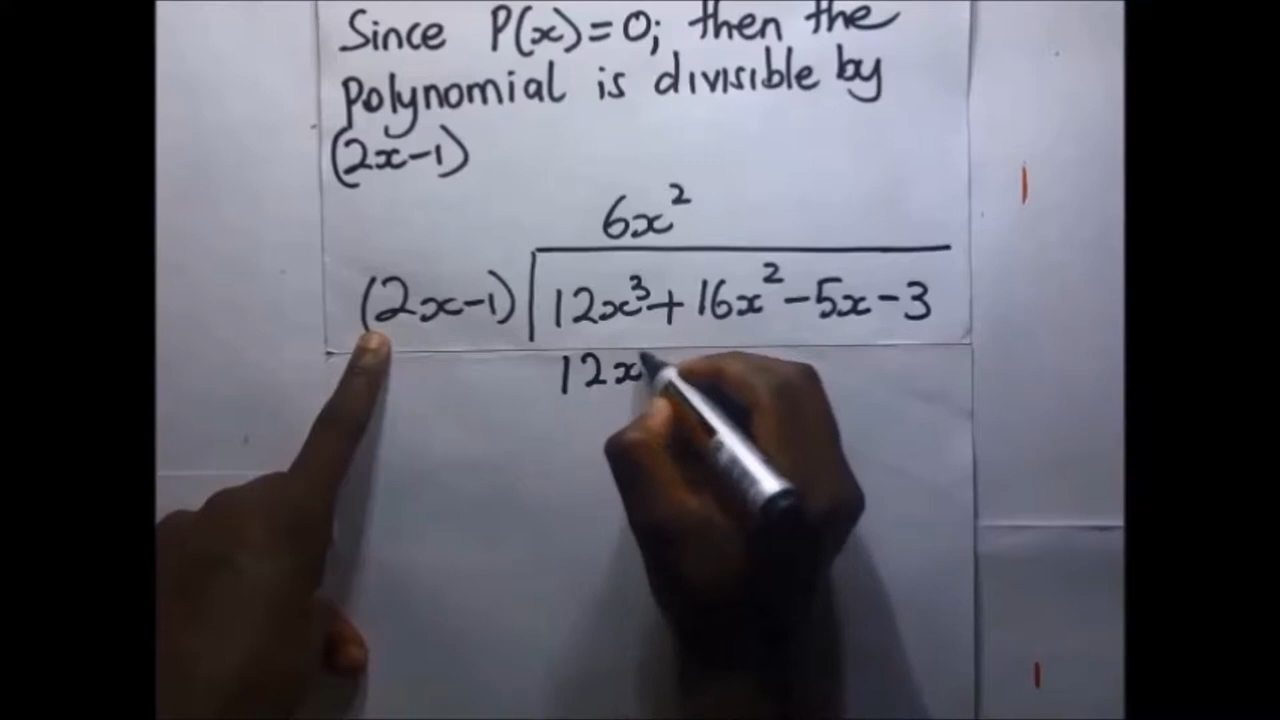 Since P(x)=0; then the
Polynomial is divisible by
(2x-1)
6x²
(2x-1) 12x³+16x²-5x-3
12x